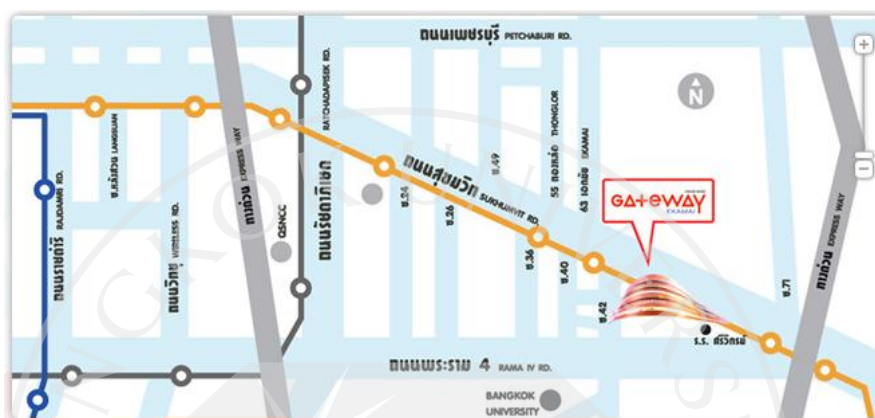 ถนนเพชรบุรี PETCHABURI RD.
RATCHADAPISEK RD.
ถนนรัชดาภิเษก
N
ซ.หลังสวน LANGSUAN
ถนนราชดำริ RAJDAMRI RD.
ถนนวิทยุ WIRELESS RD.
ทางด่วน EXPRESS WAY
QSNCC
ซ.24
ถนนสุขุมวิท SUKHUMVIT RD.
ซ.26
ซ.49
55 ทองหล่อ THONGLOR
63 เอกมัย EKAMAI
GATEWAY
EKAMAI
ซ.36
ซ.40
ซ.42
ซ.71
ทางด่วน EXPRESS WAY
ร.ร. ศรีวิกรม์
ถนนพระราม 4 RAMA IV RD.
BANGKOK
UNIVERSITY
+
−